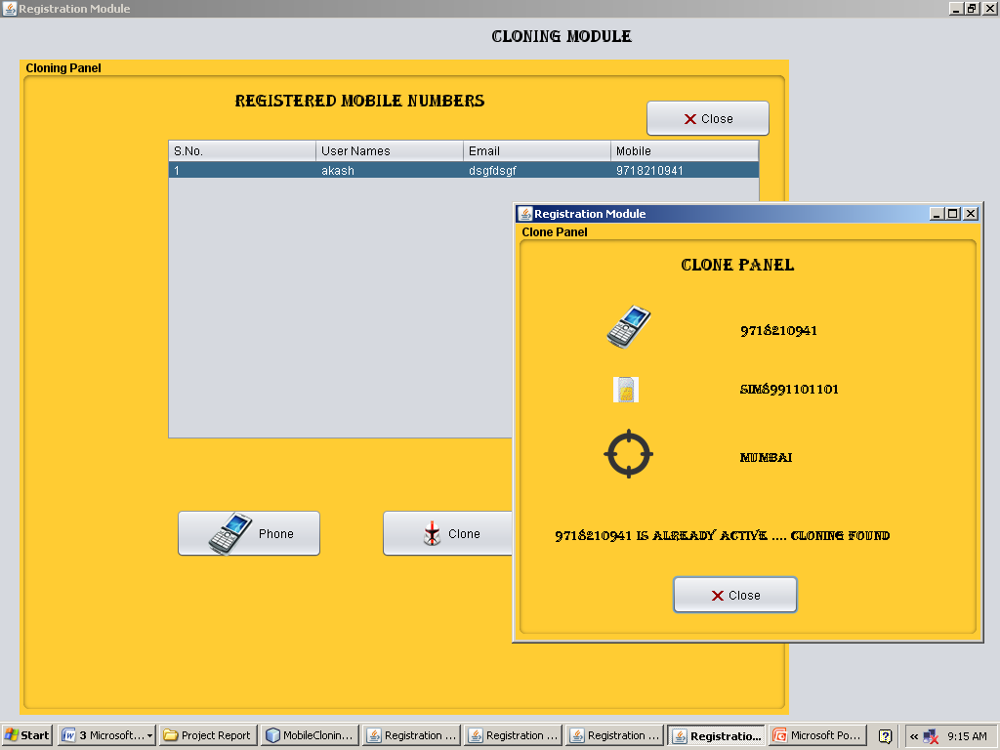 Registration Module
CLONING MODULE
Cloning Panel
REGISTERED MOBILE NUMBERS
Close
S.No. User Names Email Mobile
1 akash dsgfdsgf 9718210941
Registration Module
Clone Panel
CLONE PANEL
9718210941
SIM8991101101
MUMBAI
9718210941 IS ALREADY ACTIVE .... CLONING FOUND
Close
Phone
Clone
Start 3 Microsoft... Project Report MobileClonin... Registration ... Registration ... Registration ... Registratio... Microsoft Po... « 9:15 AM